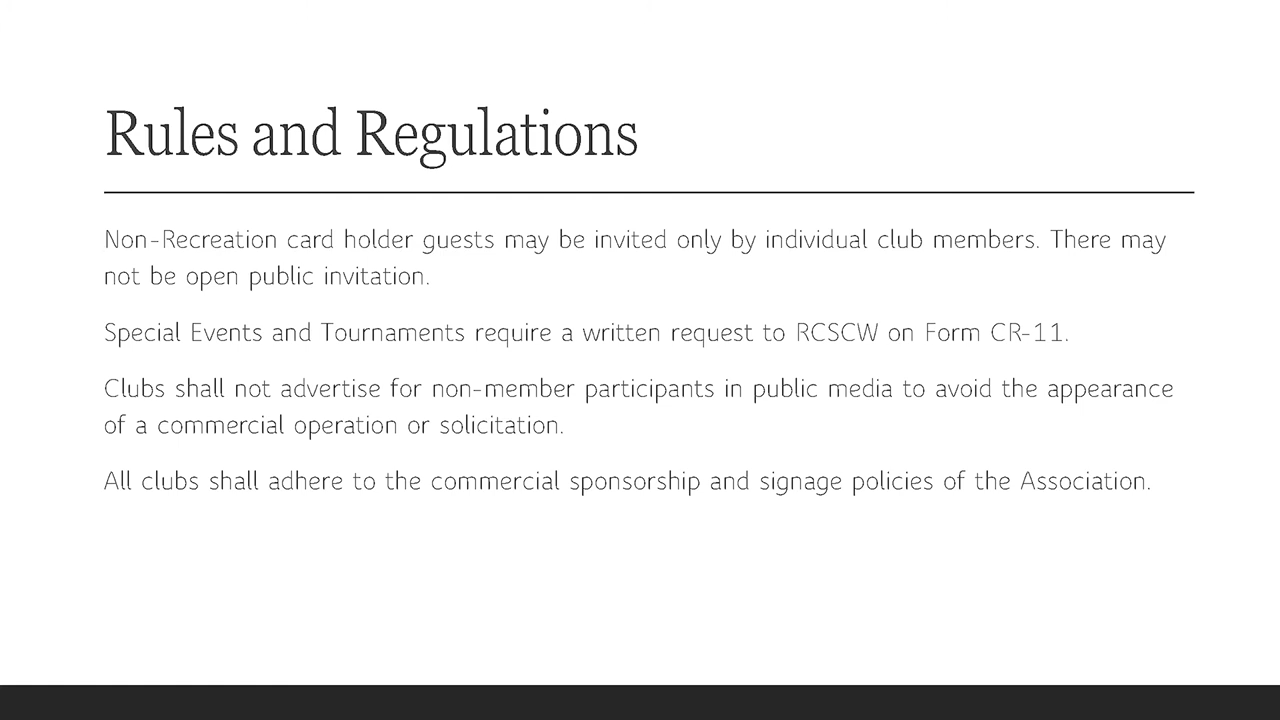 Rules and Regulations
Non-Recreation card holder guests may be invited only by individual club members. There may
not be open public invitation.
Special Events and Tournaments require a written request to RCSCW on Form CR-11.
Clubs shall not advertise for non-member participants in public media to avoid the appearance
of a commercial operation or solicitation.
All clubs shall adhere to the commercial sponsorship and signage policies of the Association.